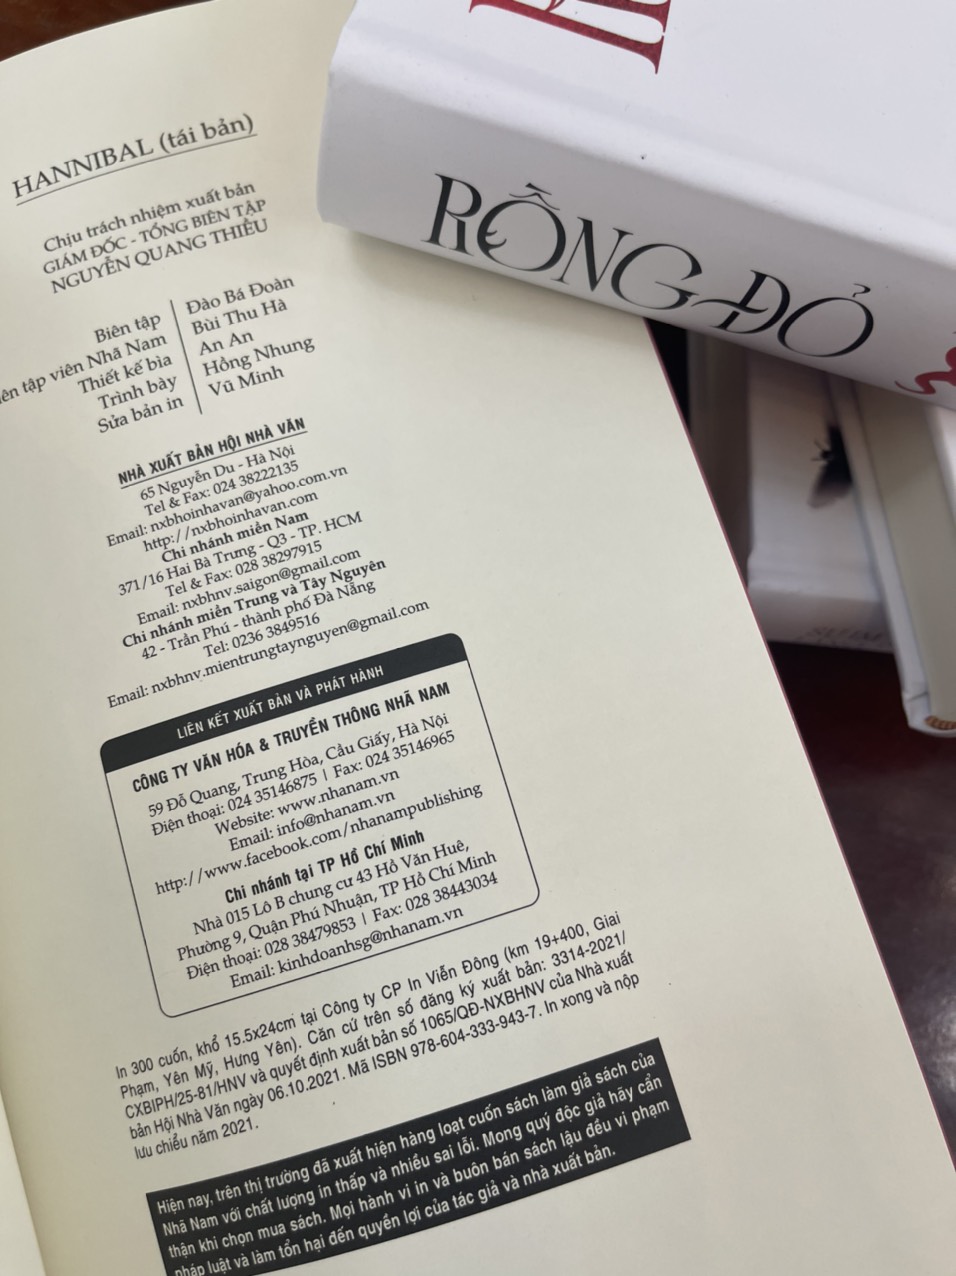 HANNIBAL (tái bản)
Chịu trách nhiệm xuất bản
GIÁM ĐỐC - TỔNG BIÊN TẬP
NGUYỄN QUANG THIỀU
Biên tập Đào Bá Đoàn
ên tập viên Nhã Nam Bùi Thu Hà
Thiết kế bìa An An
Trình bày Hồng Nhung
Sửa bản in Vũ Minh
NHÀ XUẤT BẢN HỘI NHÀ VĂN
65 Nguyễn Du - Hà Nội
Tel & Fax: 024 38222135
Email: nxbhoinhavan@yahoo.com.vn
http://nxbhoinhavan.com
Chi nhánh miền Nam
371/16 Hai Bà Trưng - Q3 - TP. HCM
Tel & Fax: 028 38297915
Email: nxbhnv.saigon@gmail.com
Chi nhánh miền Trung và Tây Nguyên
42 - Trần Phú - thành phố Đà Nẵng
Tel: 0236 3849516
Email: nxbhnv.mientrungtaynguyen@gmail.com
LIÊN KẾT XUẤT BẢN VÀ PHÁT HÀNH
CÔNG TY VĂN HÓA & TRUYỀN THÔNG NHÃ NAM
59 Đỗ Quang, Trung Hòa, Cầu Giấy, Hà Nội
Điện thoại: 024 35146875 | Fax: 024 35146965
Website: www.nhanam.vn
Email: info@nhanam.vn
http://www.facebook.com/nhanampublishing
Chi nhánh tại TP Hồ Chí Minh
Nhà 015 Lô B chung cư 43 Hồ Văn Huê,
Phường 9, Quận Phú Nhuận, TP Hồ Chí Minh
Điện thoại: 028 38479853 | Fax: 028 38443034
Email: kinhdoanhsg@nhanam.vn
In 300 cuốn, khổ 15.5x24cm tại Công ty CP In Viễn Đông (km 19+400, Giai
Phạm, Yên Mỹ, Hưng Yên). Căn cứ trên số đăng ký xuất bản: 3314-2021/
CXBIPH/25-81/HNV và quyết định xuất bản số 1065/QĐ-NXBHNV của Nhà xuất
bản Hội Nhà Văn ngày 06.10.2021. Mã ISBN 978-604-333-943-7. In xong và nộp
lưu chiểu năm 2021.
Hiện nay, trên thị trường đã xuất hiện hàng loạt cuốn sách làm giả sách của
Nhã Nam với chất lượng in thấp và nhiều sai lỗi. Mong quý độc giả hãy cẩn
thận khi chọn mua sách. Mọi hành vi in và buôn bán sách lậu đều vi phạm
pháp luật và làm tổn hại đến quyền lợi của tác giả và nhà xuất bản.
RỒNG ĐỎ